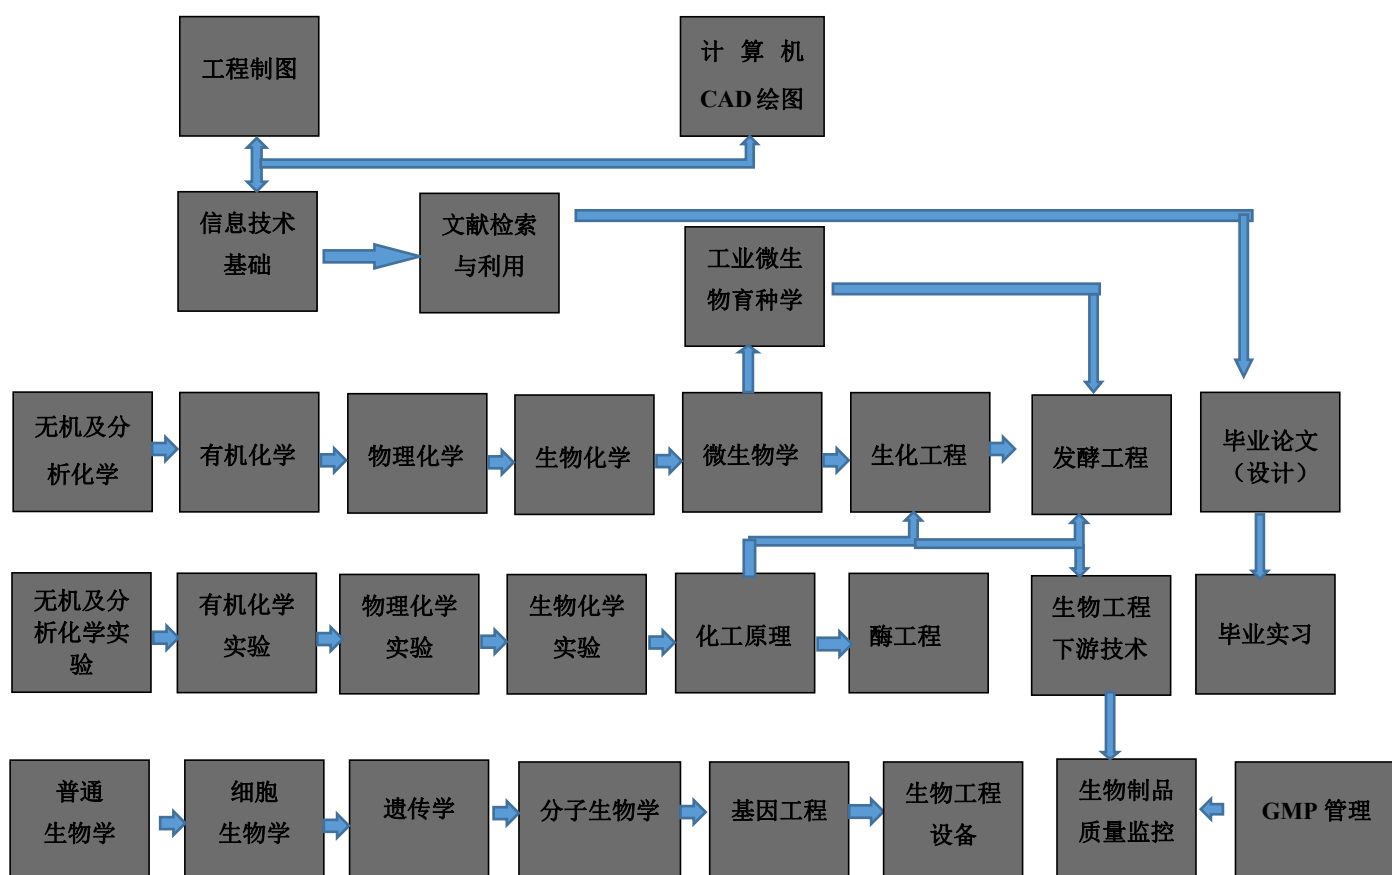 工程制图
计算机
CAD 绘图
信息技术
基础
文献检索
与利用
工业微生
物育种学
无机及分
析化学
有机化学
物理化学
生物化学
微生物学
生化工程
发酵工程
毕业论文
（设计）
无机及分
析化学实
验
有机化学
实验
物理化学
实验
生物化学
实验
化工原理
酶工程
生物工程
下游技术
毕业实习
普通
生物学
细胞
生物学
遗传学
分子生物学
基因工程
生物工程
设备
生物制品
质量监控
GMP 管理